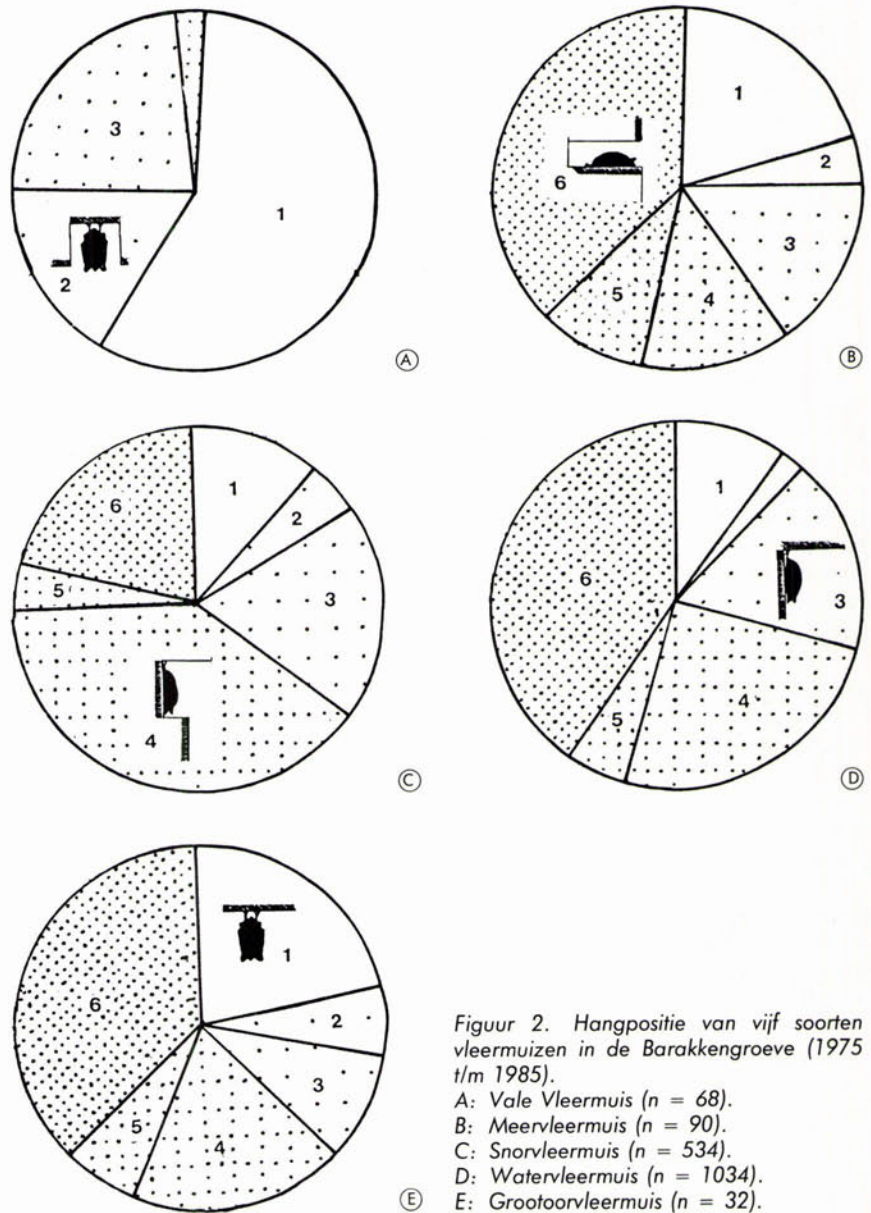 3
1
2
A
1
6
2
3
5
4
B
1
6
2
5
3
4
C
1
6
3
4
5
D
1
6
2
3
5
4
E
Figuur 2. Hangpositie van vijf soorten
vleermuizen in de Barakkengroeve (1975
t/m 1985).
A: Vale Vleermuis (n = 68).
B: Meervleermuis (n = 90).
C: Snorvleermuis (n = 534).
D: Watervleermuis (n = 1034).
E: Grootoorvleermuis (n = 32).